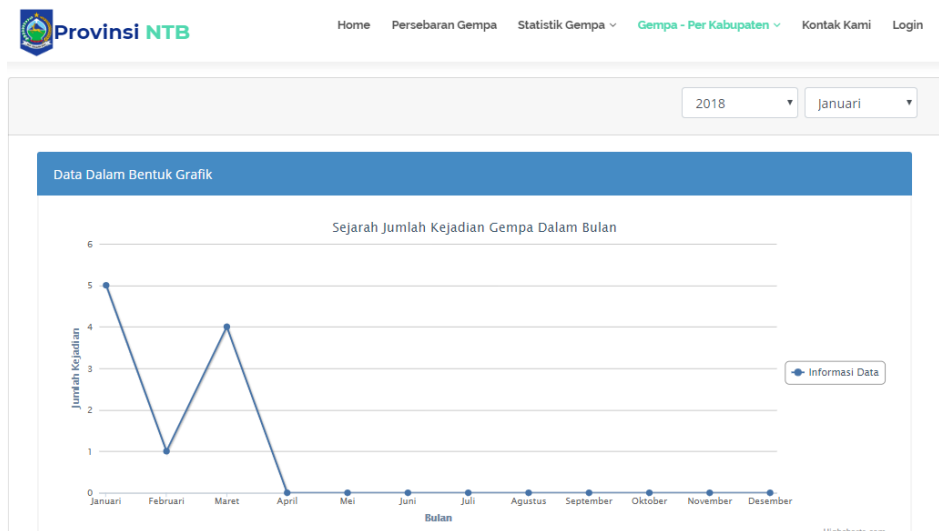 Provinsi NTB
Home Persebaran Gempa Statistik Gempa Gempa - Per Kabupaten Kontak Kami Login
2018 Januari
Data Dalam Bentuk Grafik
Sejarah Jumlah Kejadian Gempa Dalam Bulan
6
5
4
3
2
1
0
Jumlah Kejadian
Informasi Data
Januari Februari Maret April Mei Juni Juli Agustus September Oktober November Desember
Bulan